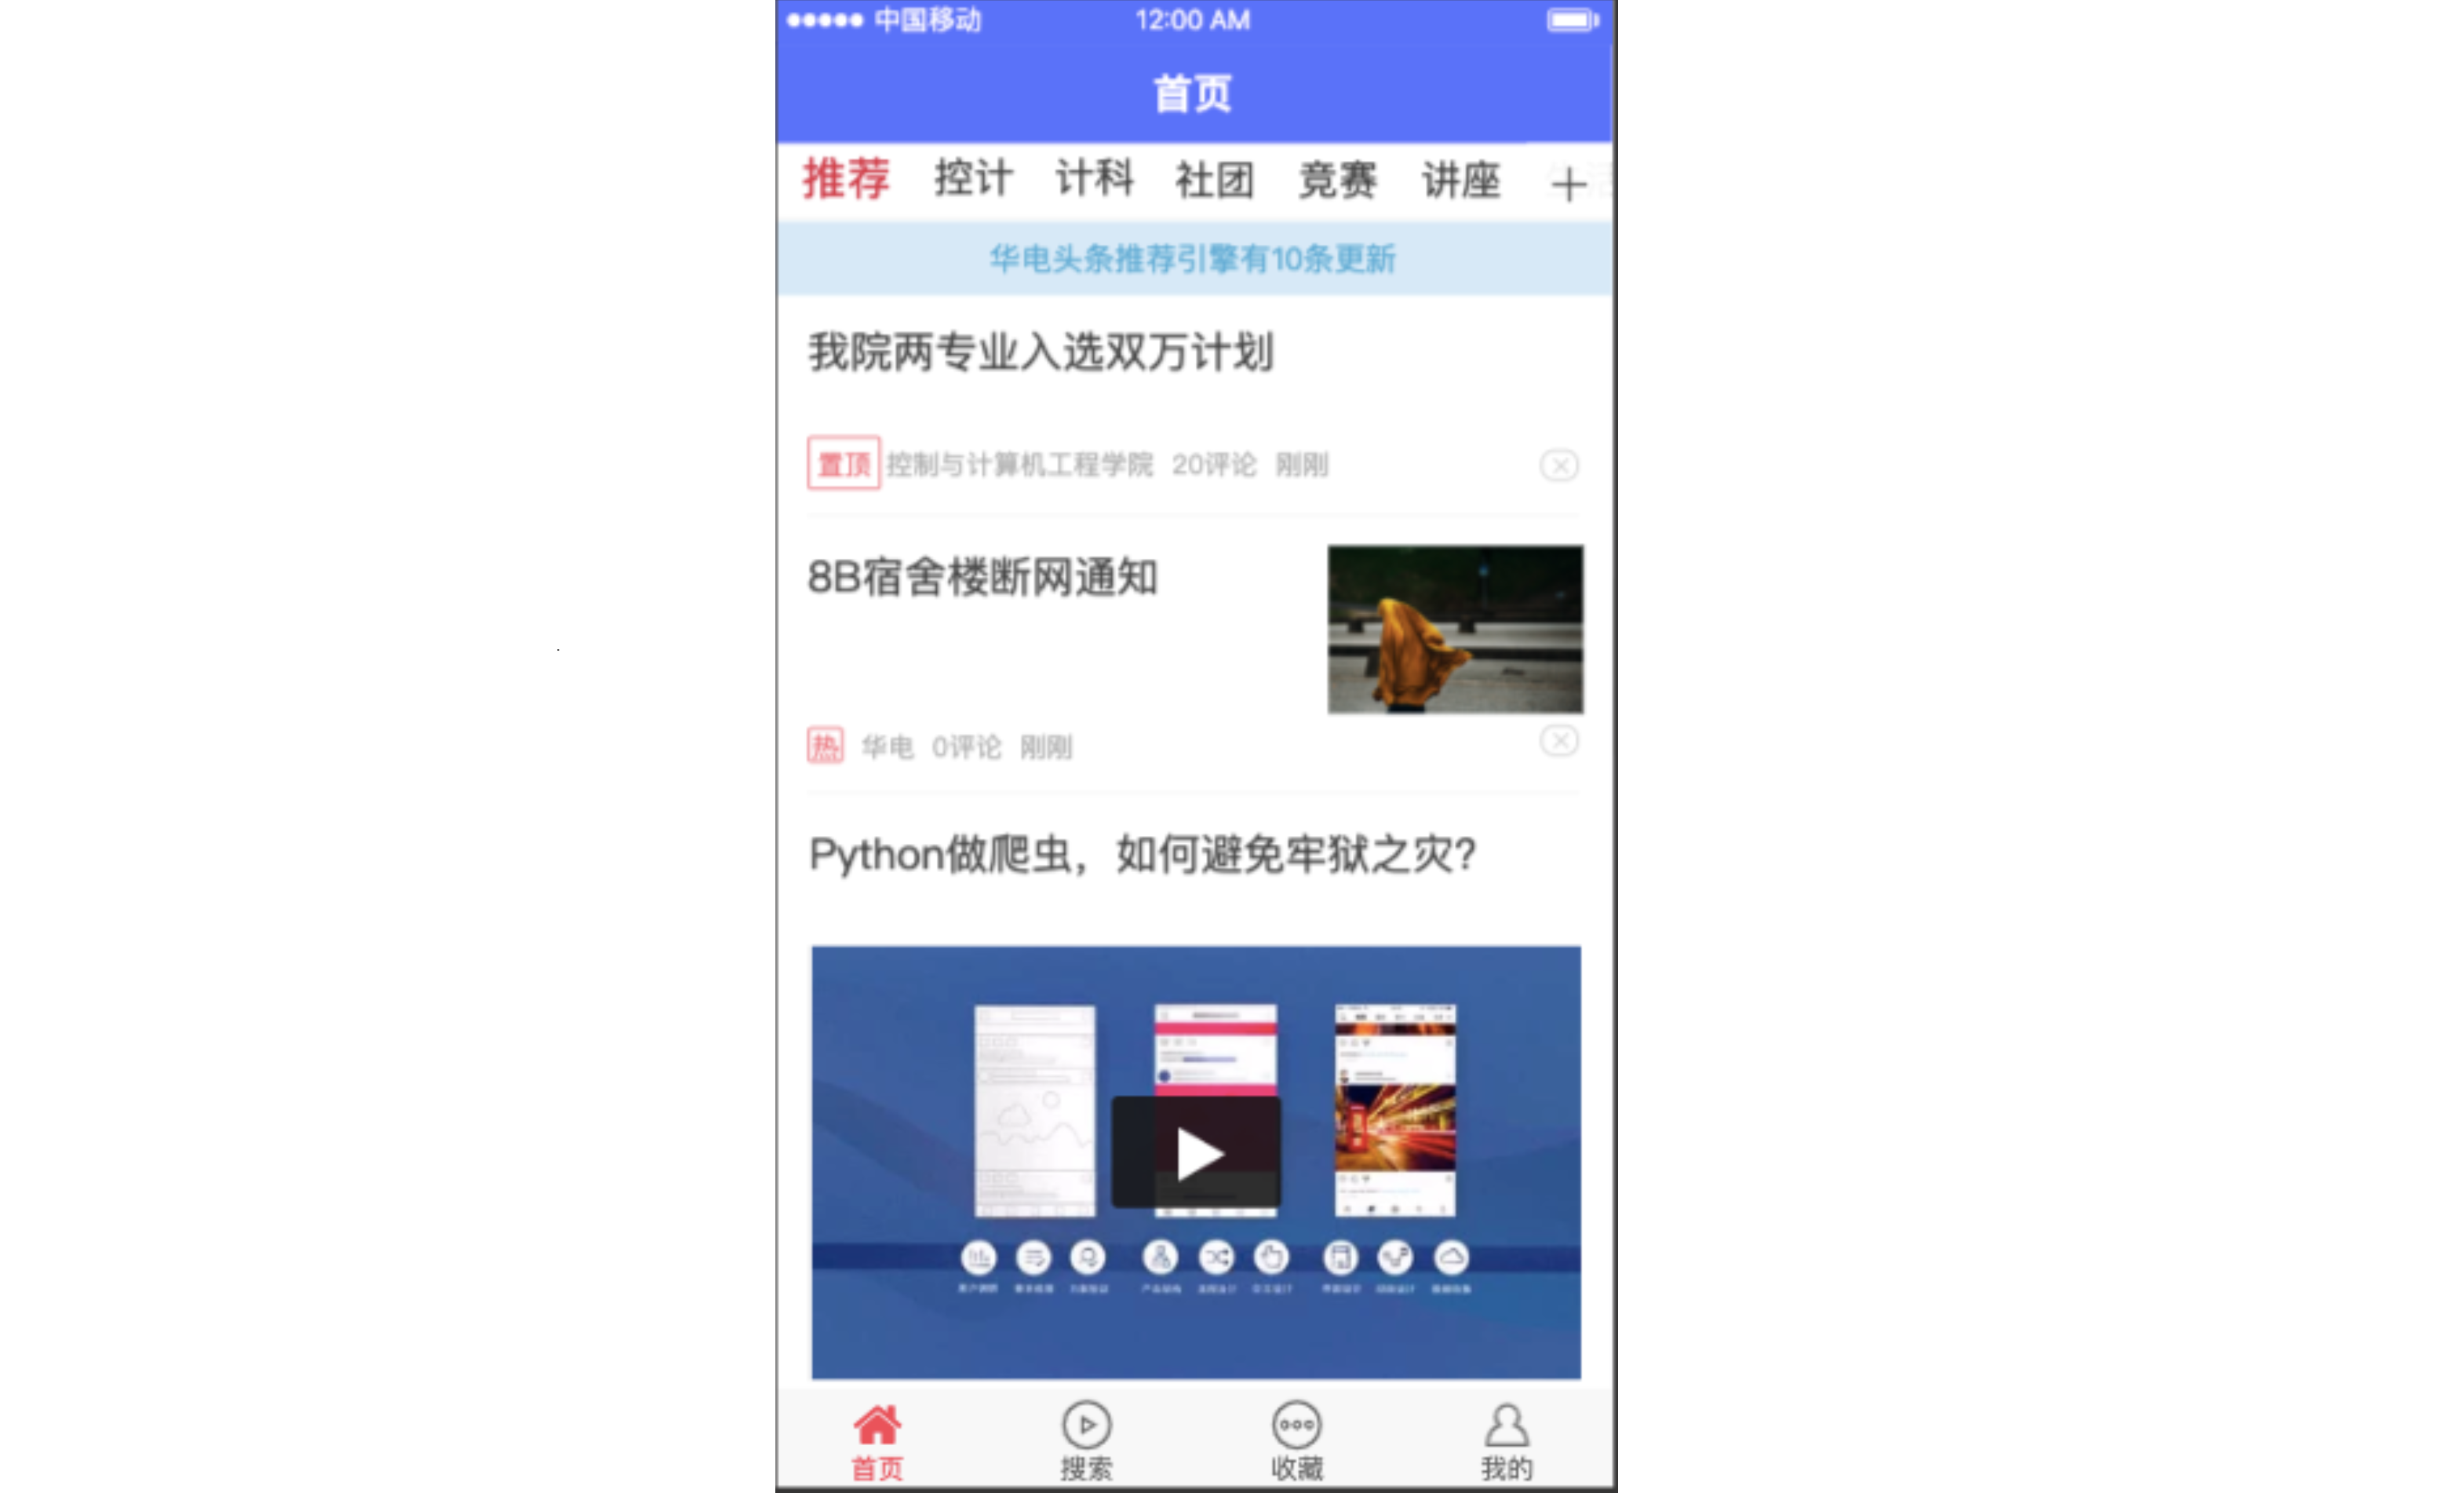 中国移动 12:00 AM
首页
推荐 控计 计科 社团 竞赛 讲座 +
华电头条推荐引擎有10条更新
我院两专业入选双万计划
置顶 控制与计算机工程学院 20评论 刚刚
8B宿舍楼断网通知
热 华电 0评论 刚刚
Python做爬虫，如何避免牢狱之灾?
首页 搜索 收藏 我的